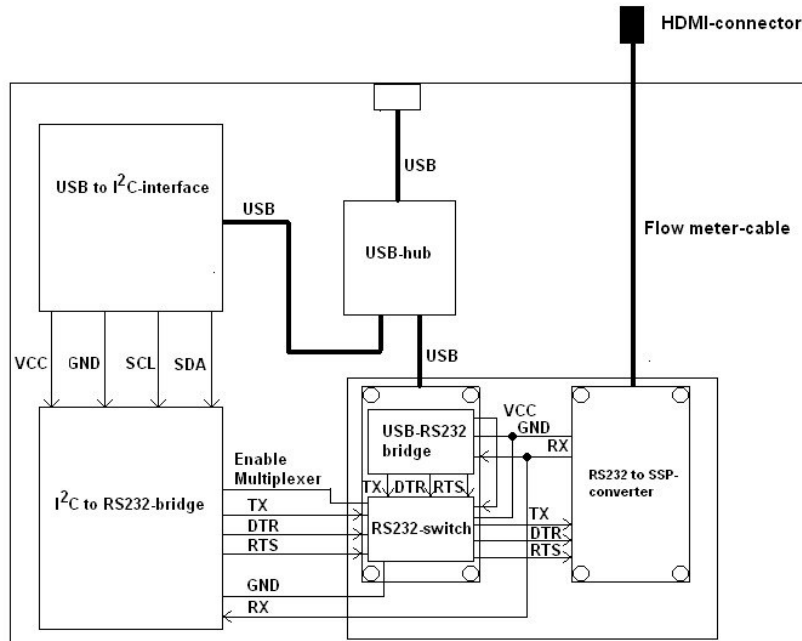 HDMI-connector
USB
USB to I²C-interface
USB
USB-hub
Flow meter-cable
USB
VCC
GND
SCL
SDA
VCC
GND
RX
USB-RS232
bridge
RS232 to SSP-
converter
Enable
Multiplexer
TX
DTR
RTS
I²C to RS232-bridge
TX
DTR
RTS
RS232-switch
TX
DTR
RTS
GND
RX